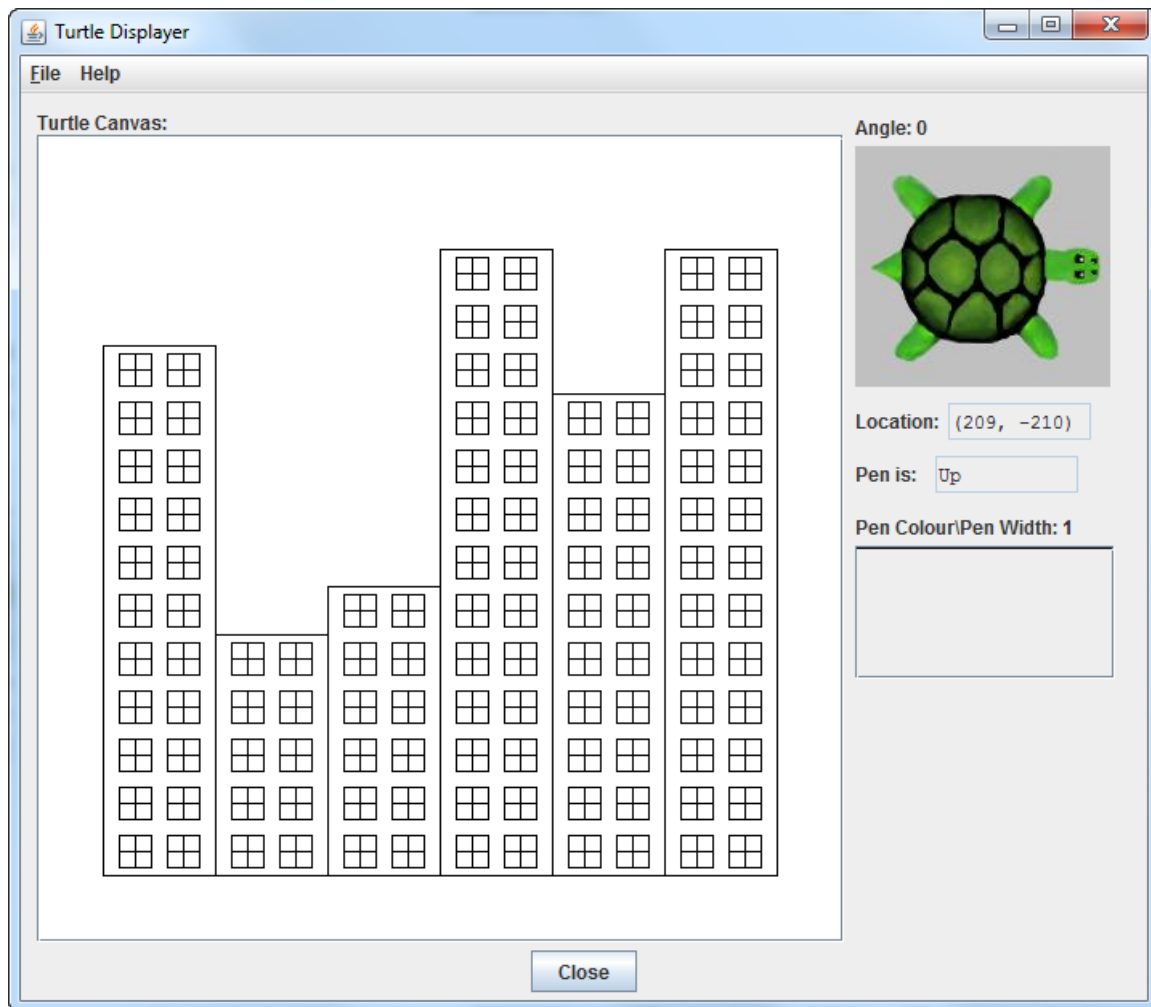 Turtle Displayer
File Help
Turtle Canvas:
Angle: 0
Location: (209, -210)
Pen is: Up
Pen Colour\Pen Width: 1
Close